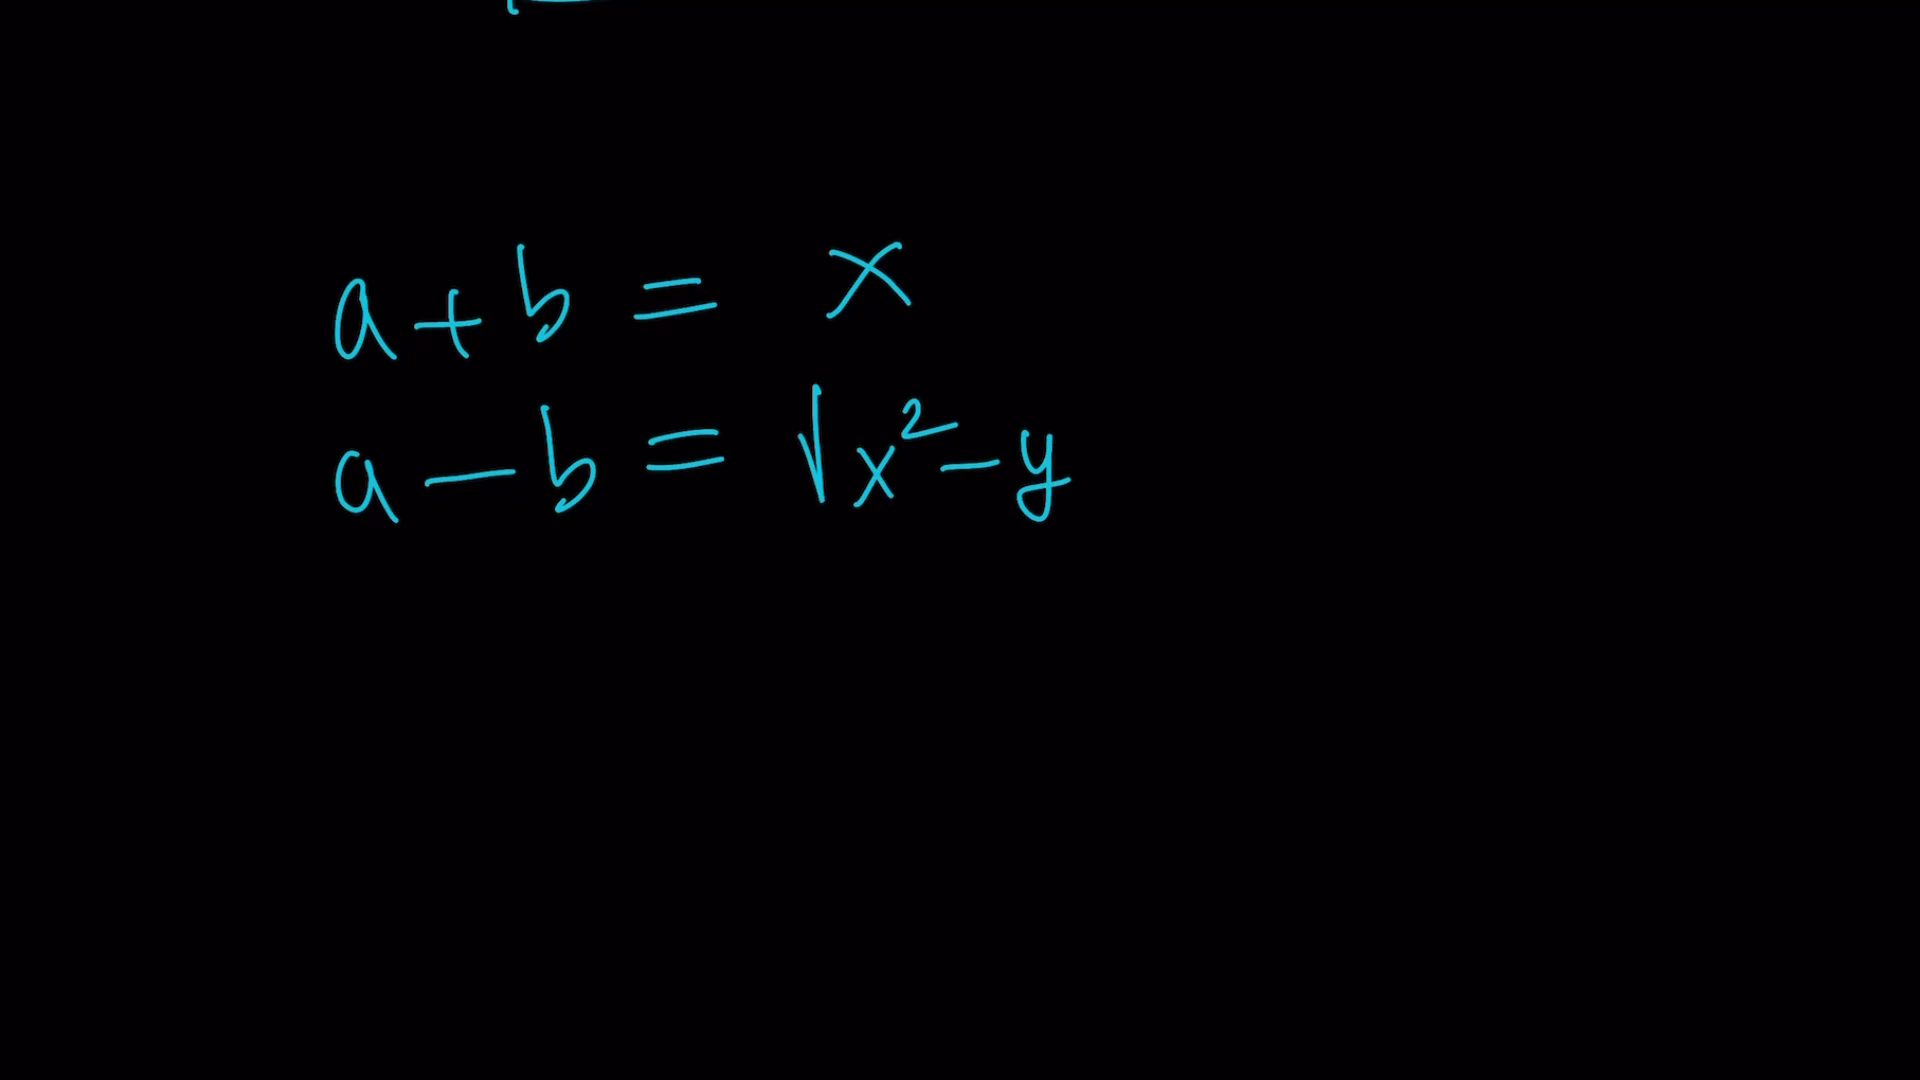 a+b = x
a-b = √x²-y